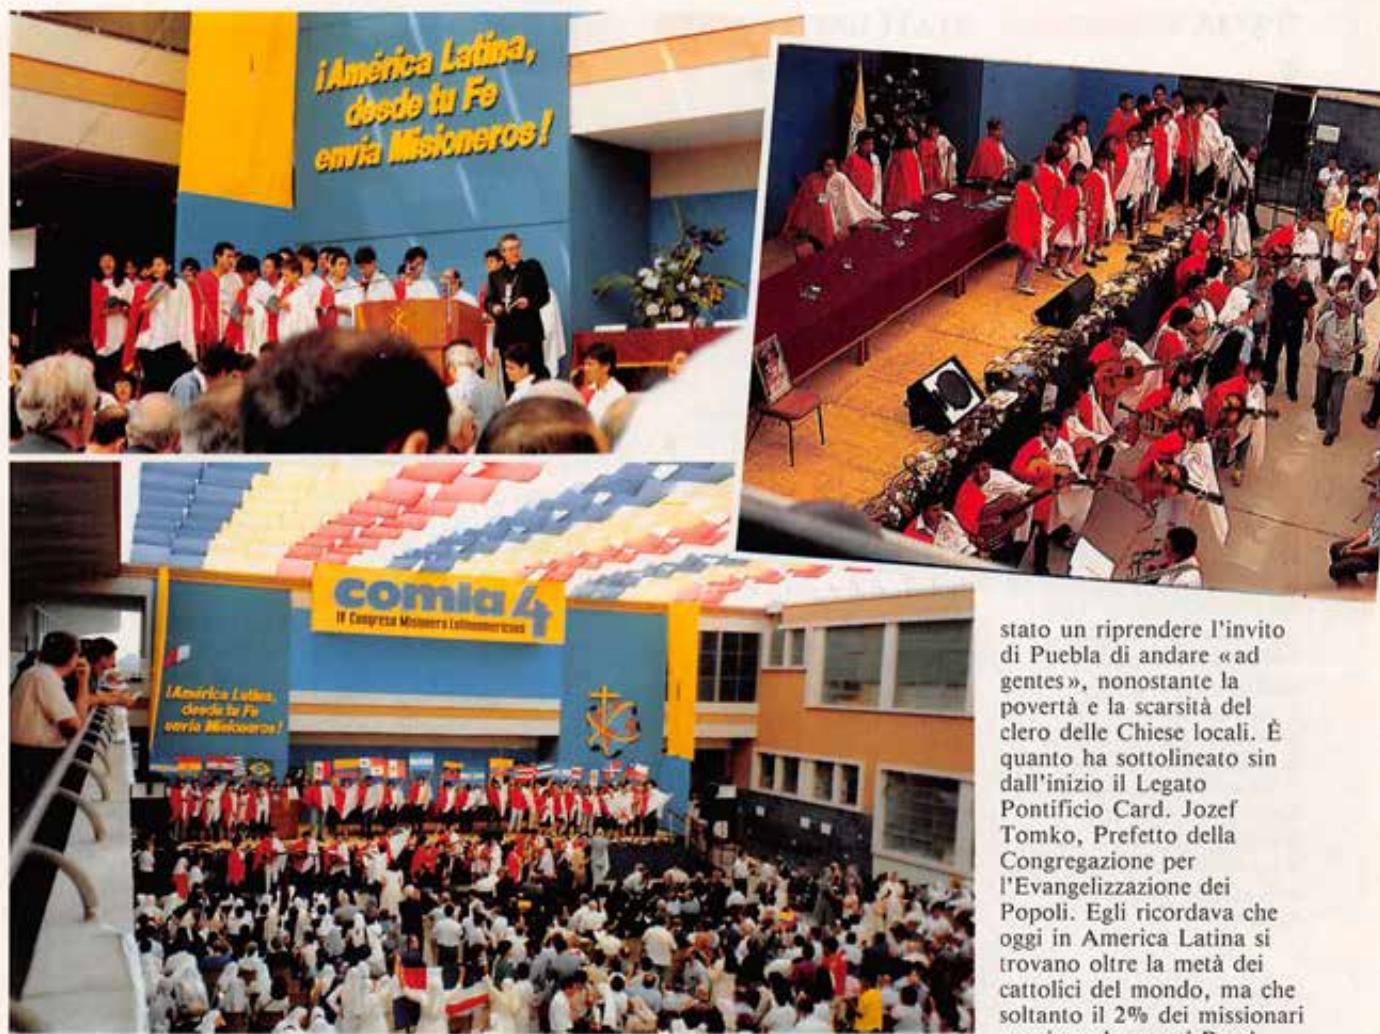 ¡América Latina,
desde tu Fe
envía Misioneros!
comla 4
IV Congreso Misionero Latinoamericano
¡América Latina,
desde tu Fe
envía Misioneros!
stato un riprendere l'invito
di Puebla di andare «ad
gentes», nonostante la
povertà e la scarsità del
clero delle Chiese locali. È
quanto ha sottolineato sin
dall'inizio il Legato
Pontificio Card. Jozef
Tomko, Prefetto della
Congregazione per
l'Evangelizzazione dei
Popoli. Egli ricordava che
oggi in America Latina si
trovano oltre la metà dei
cattolici del mondo, ma che
soltanto il 2% dei missionari